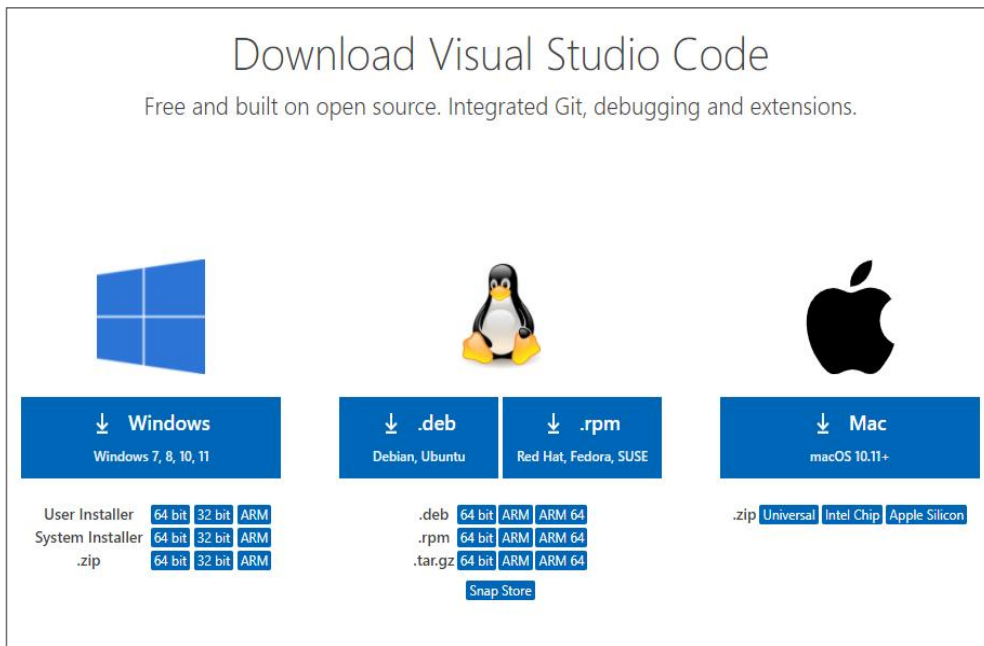 Download Visual Studio Code
Free and built on open source. Integrated Git, debugging and extensions.
Windows
Windows 7, 8, 10, 11
User Installer 64 bit 32 bit ARM
System Installer 64 bit 32 bit ARM
.zip 64 bit 32 bit ARM
.deb
Debian, Ubuntu
.rpm
Red Hat, Fedora, SUSE
.deb 64 bit ARM ARM 64
.rpm 64 bit ARM ARM 64
.tar.gz 64 bit ARM ARM 64
Snap Store
Mac
macOS 10.11+
.zip Universal Intel Chip Apple Silicon